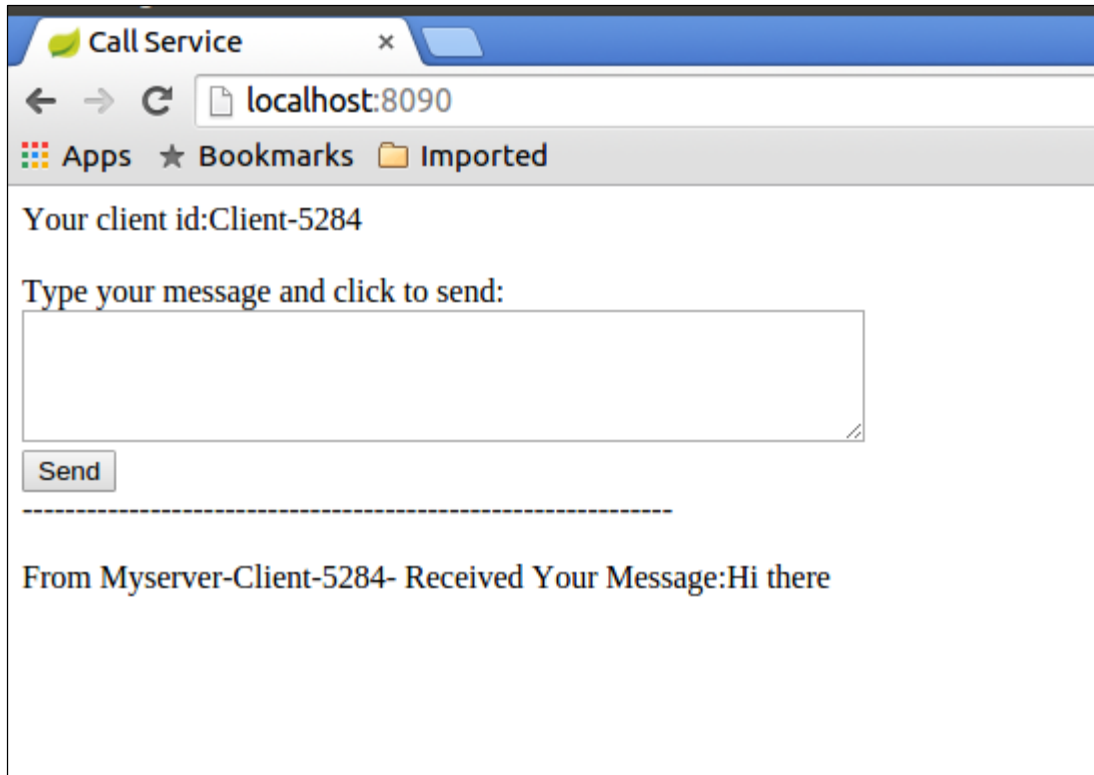 Call Service
localhost:8090
Apps Bookmarks Imported
Your client id:Client-5284
Type your message and click to send:
Send
-------------------------------------------------------------
From Myserver-Client-5284- Received Your Message:Hi there